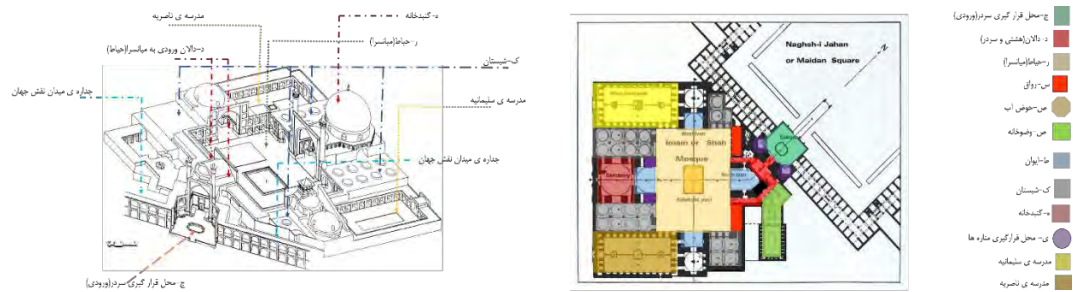 مدرسه ی ناصریه
ه- گنبدخانه
ر-حیاط(میانسرا)
د-دالان ورودی به میانسرا(حیاط)
ک-شبستان
جداره ی میدان نقش جهان
مدرسه ی سلیمانیه
جداره ی میدان نقش جهان
چ-محل قرار گیری سردر(ورودی)
Naghsh-i Jahan
or Maidan Square
N
Imam or Shah
Mosque
چ-محل قرار گیری سردر(ورودی)
د- دالان(هشتی و سردر)
ر-حیاط(میانسرا)
س-رواق
ص-حوض آب
ص-وضوخانه
ط-ایوان
ک-شبستان
ه-گنبدخانه
ی- محل قرارگیری مناره ها
مدرسه ی سلیمانیه
مدرسه ی ناصریه